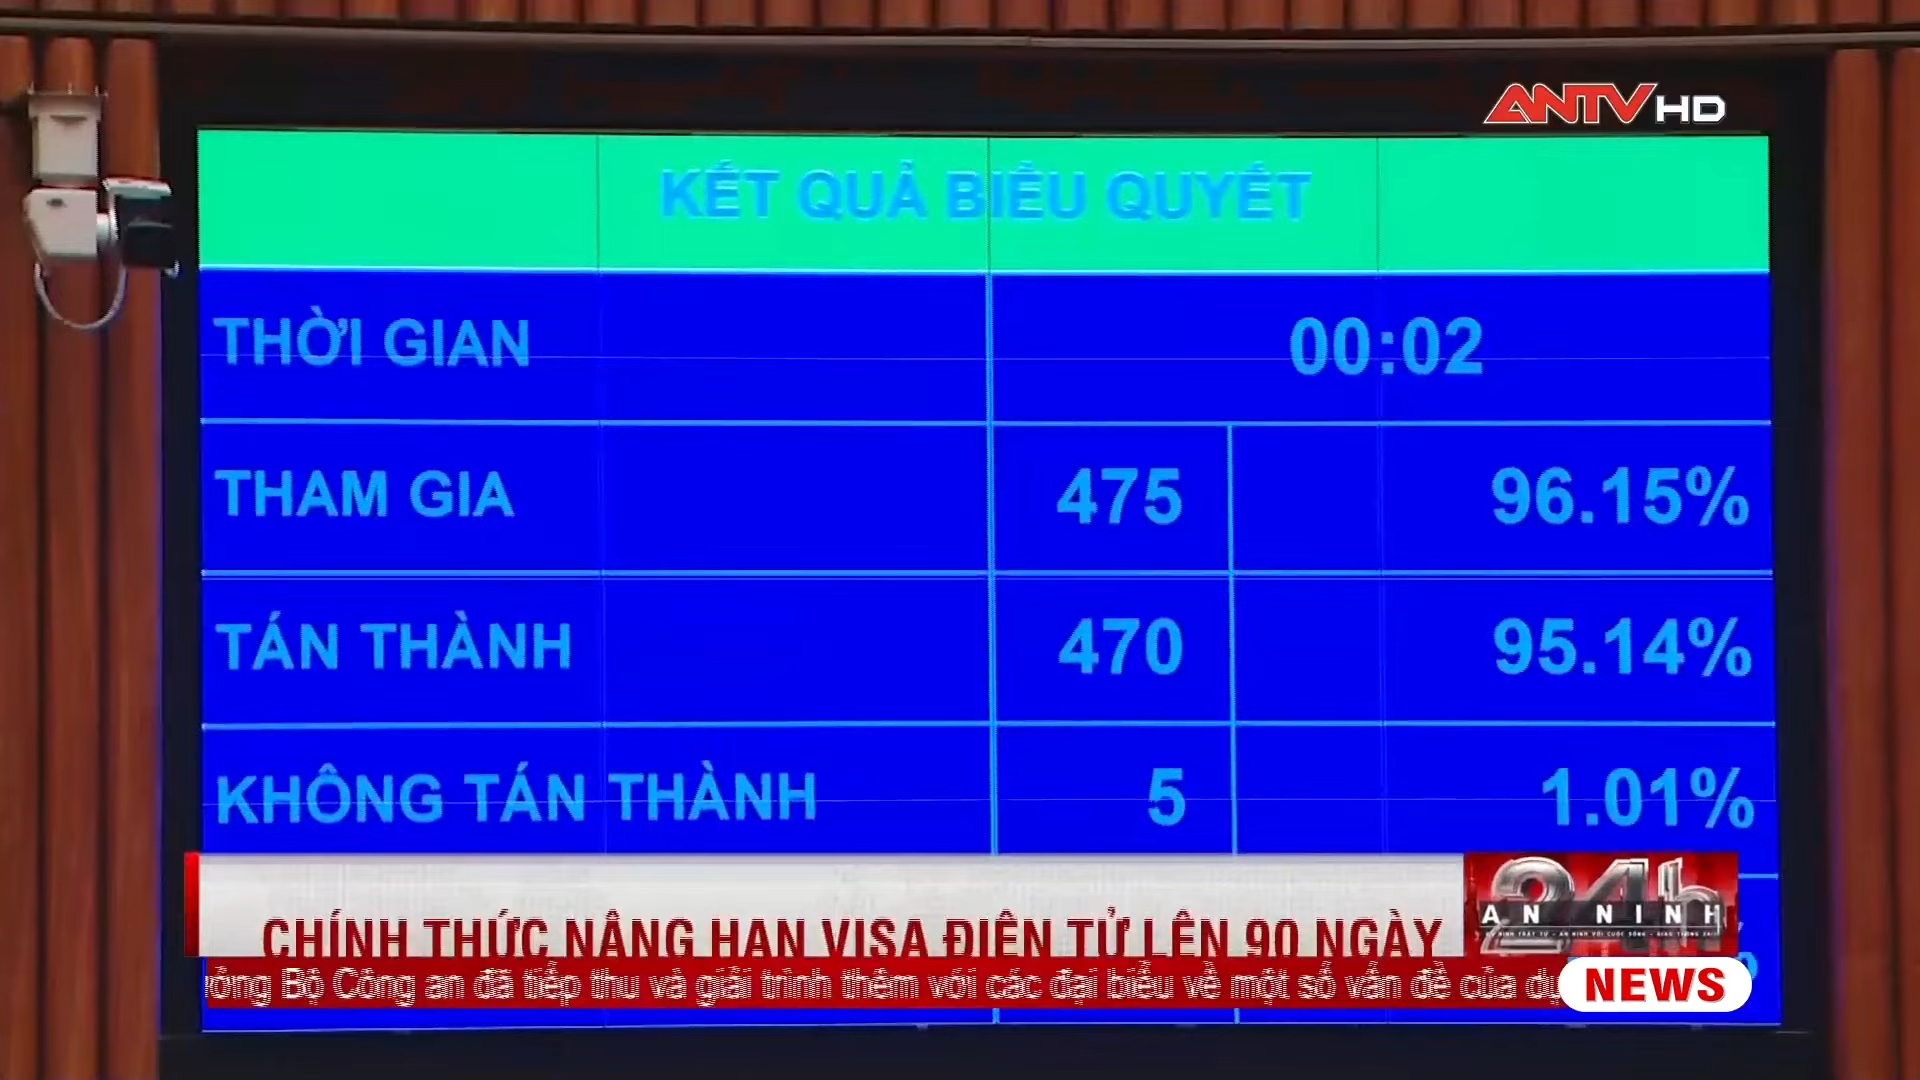 ANTV HD
KẾT QUẢ BIỂU QUYẾT
THỜI GIAN 00:02
THAM GIA 475 96.15%
TÁN THÀNH 470 95.14%
KHÔNG TÁN THÀNH 5 1.01%
CHÍNH THỨC NÂNG HẠN VISA ĐIỆN TỬ LÊN 90 NGÀY
24h
AN NINH
Bộ Công an đã tiếp thu và giải trình thêm với các đại biểu về một số vấn đề của
NEWS